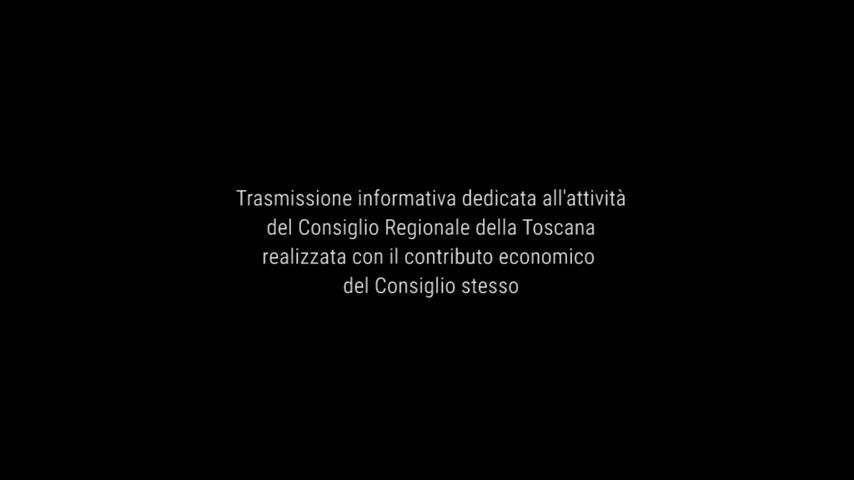 Trasmissione informativa dedicata all'attività
del Consiglio Regionale della Toscana
realizzata con il contributo economico
del Consiglio stesso